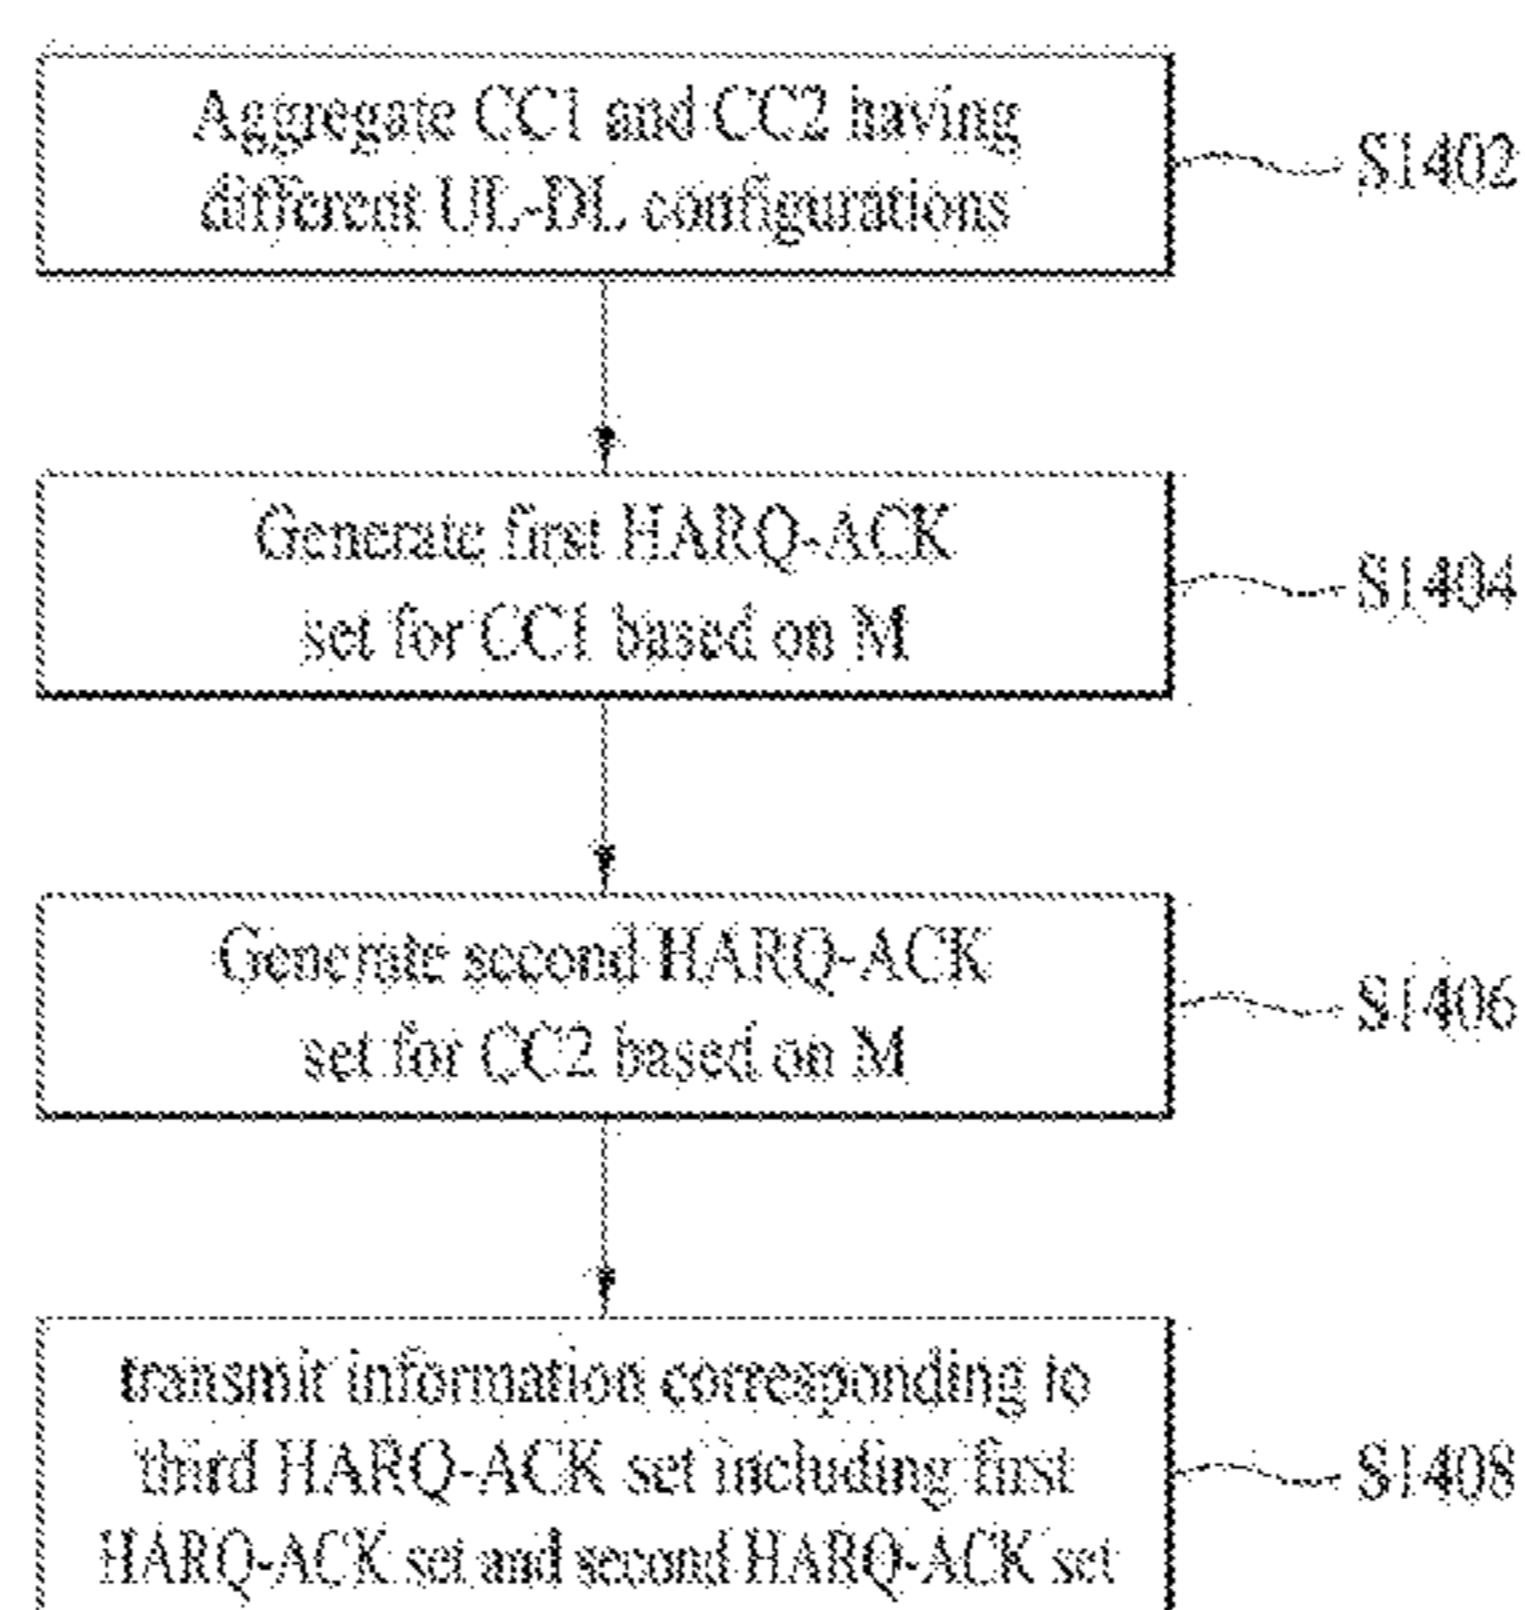 Aggregate CC1 and CC2 having
different UL-DL configurations
S1402
Generate first HARQ-ACK
set for CC1 based on M
S1404
Generate second HARQ-ACK
set for CC2 based on M
S1406
transmit information corresponding to
third HARQ-ACK set including first
HARQ-ACK set and second HARQ-ACK set
S1408